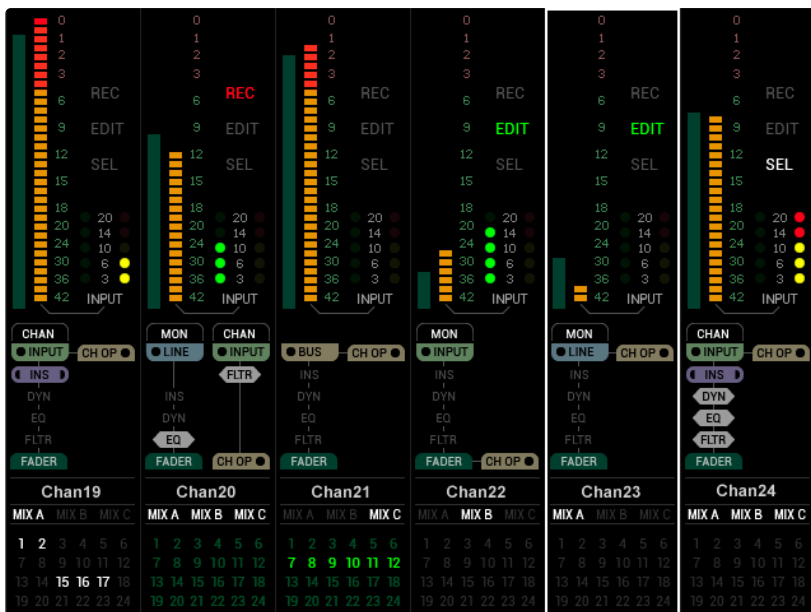 0 0 0 0 0 0
1 1 1 1 1 1
2 2 2 2 2 2
3 3 3 3 3 3
6 REC 6 REC 6 REC 6 REC 6 REC 6 REC
9 EDIT 9 EDIT 9 EDIT 9 EDIT 9 EDIT 9 EDIT
12 SEL 12 SEL 12 SEL 12 SEL 12 SEL 12 SEL
15 15 15 15 15 15
18 18 18 18 18 18
20 20 20 20 20 20 20 20 20 20 20 20
24 14 24 14 24 14 24 14 24 14 24 14
30 10 30 10 30 10 30 10 30 10 30 10
30 6 30 6 30 6 30 6 30 6 30 6
36 3 36 3 36 3 36 3 36 3 36 3
42 INPUT 42 INPUT 42 INPUT 42 INPUT 42 INPUT 42 INPUT
CHAN MON CHAN MON MON CHAN
INPUT CH OP LINE INPUT BUS CH OP INPUT LINE CH OP INPUT CH OP
INS FLTR INS INS INS INS
DYN INS DYN DYN DYN DYN
EQ DYN EQ EQ EQ EQ
FLTR EQ FLTR FLTR FLTR FLTR
FADER FADER CH OP FADER FADER CH OP FADER FADER
Chan19 Chan20 Chan21 Chan22 Chan23 Chan24
MIX A MIX B MIX C MIX A MIX B MIX C MIX A MIX B MIX C MIX A MIX B MIX C MIX A MIX B MIX C MIX A MIX B MIX C
1 2 3 4 5 6 1 2 3 4 5 6 1 2 3 4 5 6 1 2 3 4 5 6 1 2 3 4 5 6 1 2 3 4 5 6
7 8 9 10 11 12 7 8 9 10 11 12 7 8 9 10 11 12 7 8 9 10 11 12 7 8 9 10 11 12 7 8 9 10 11 12
13 14 15 16 17 18 13 14 15 16 17 18 13 14 15 16 17 18 13 14 15 16 17 18 13 14 15 16 17 18 13 14 15 16 17 18
19 20 21 22 23 24 19 20 21 22 23 24 19 20 21 22 23 24 19 20 21 22 23 24 19 20 21 22 23 24 19 20 21 22 23 24